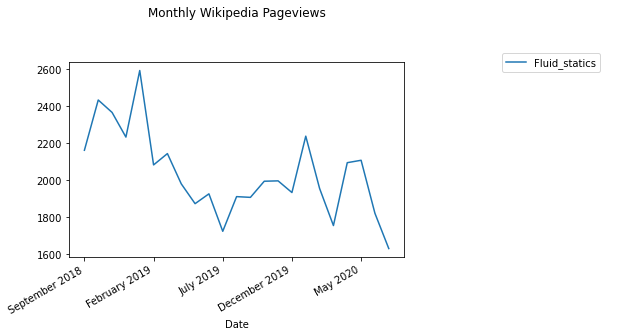 Monthly Wikipedia Pageviews
Fluid_statics
2600
2400
2200
2000
1800
1600
September 2018
February 2019
July 2019
December 2019
May 2020
Date